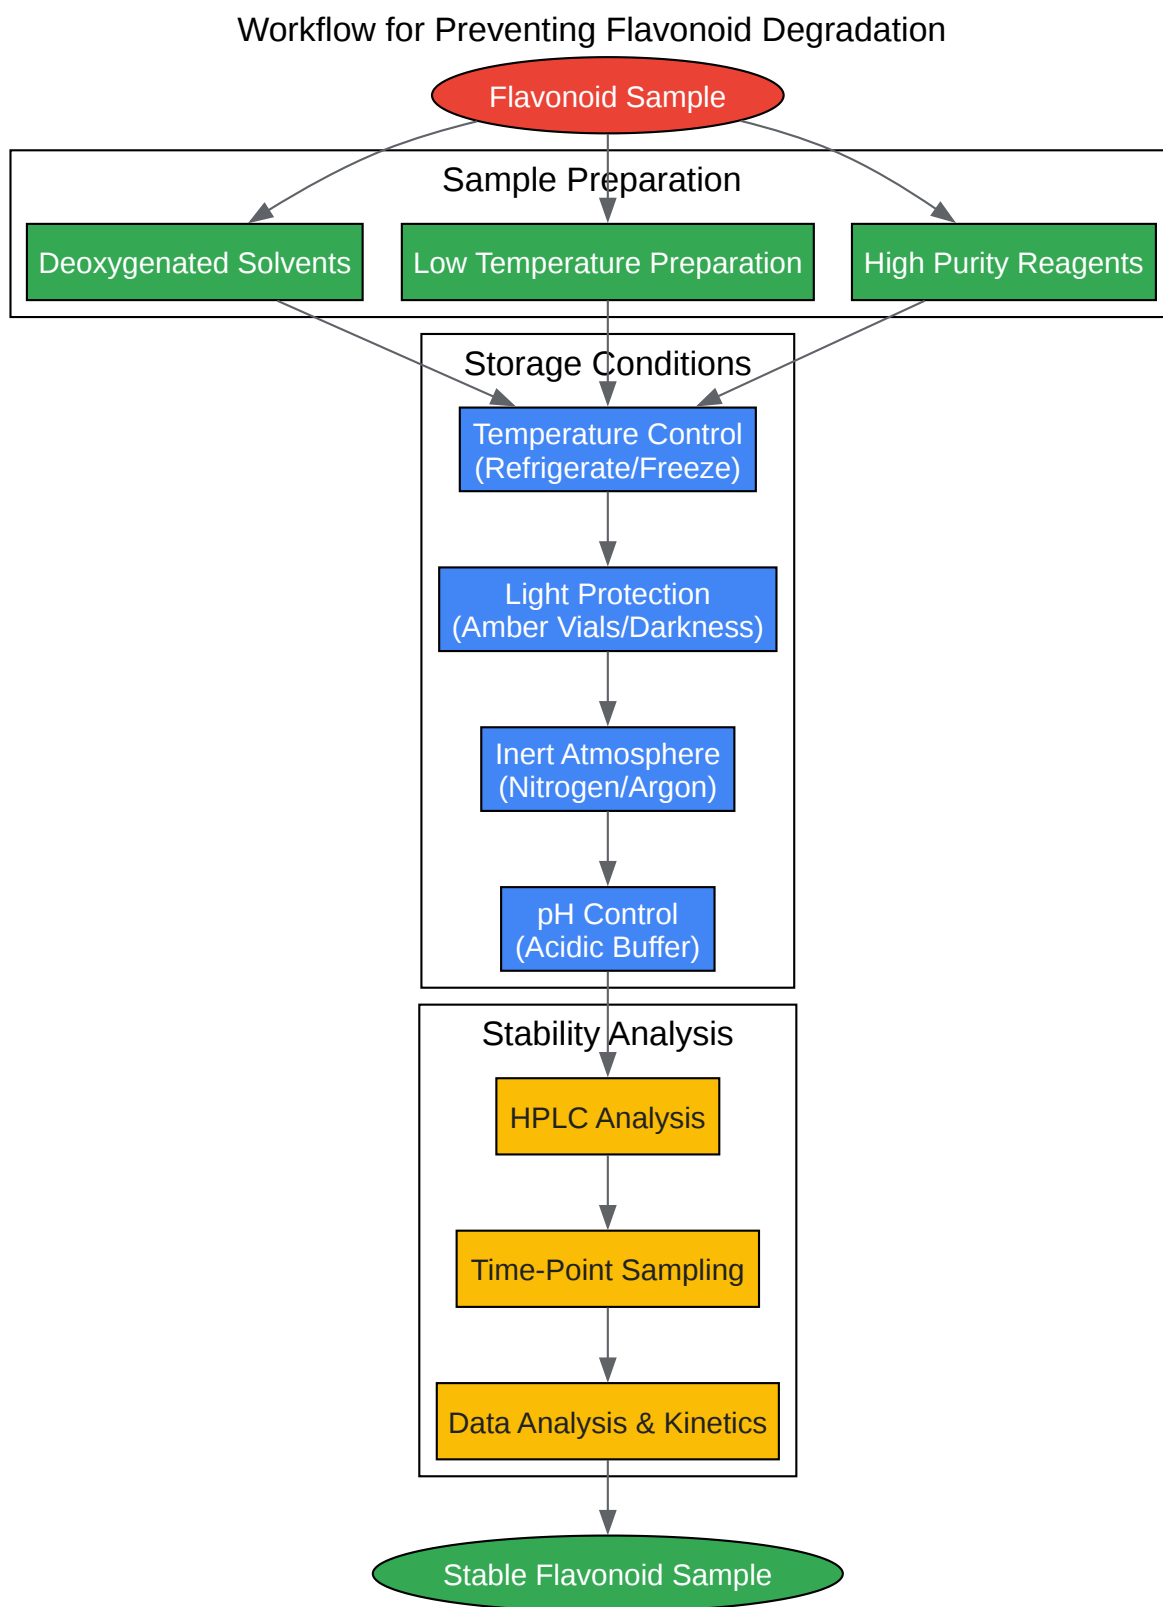 Workflow for Preventing Flavonoid Degradation
Flavonoid Sample
Sample Preparation
Deoxygenated Solvents
Low Temperature Preparation
High Purity Reagents
Storage Conditions
Temperature Control
(Refrigerate/Freeze)
Light Protection
(Amber Vials/Darkness)
Inert Atmosphere
(Nitrogen/Argon)
pH Control
(Acidic Buffer)
Stability Analysis
HPLC Analysis
Time-Point Sampling
Data Analysis & Kinetics
Stable Flavonoid Sample